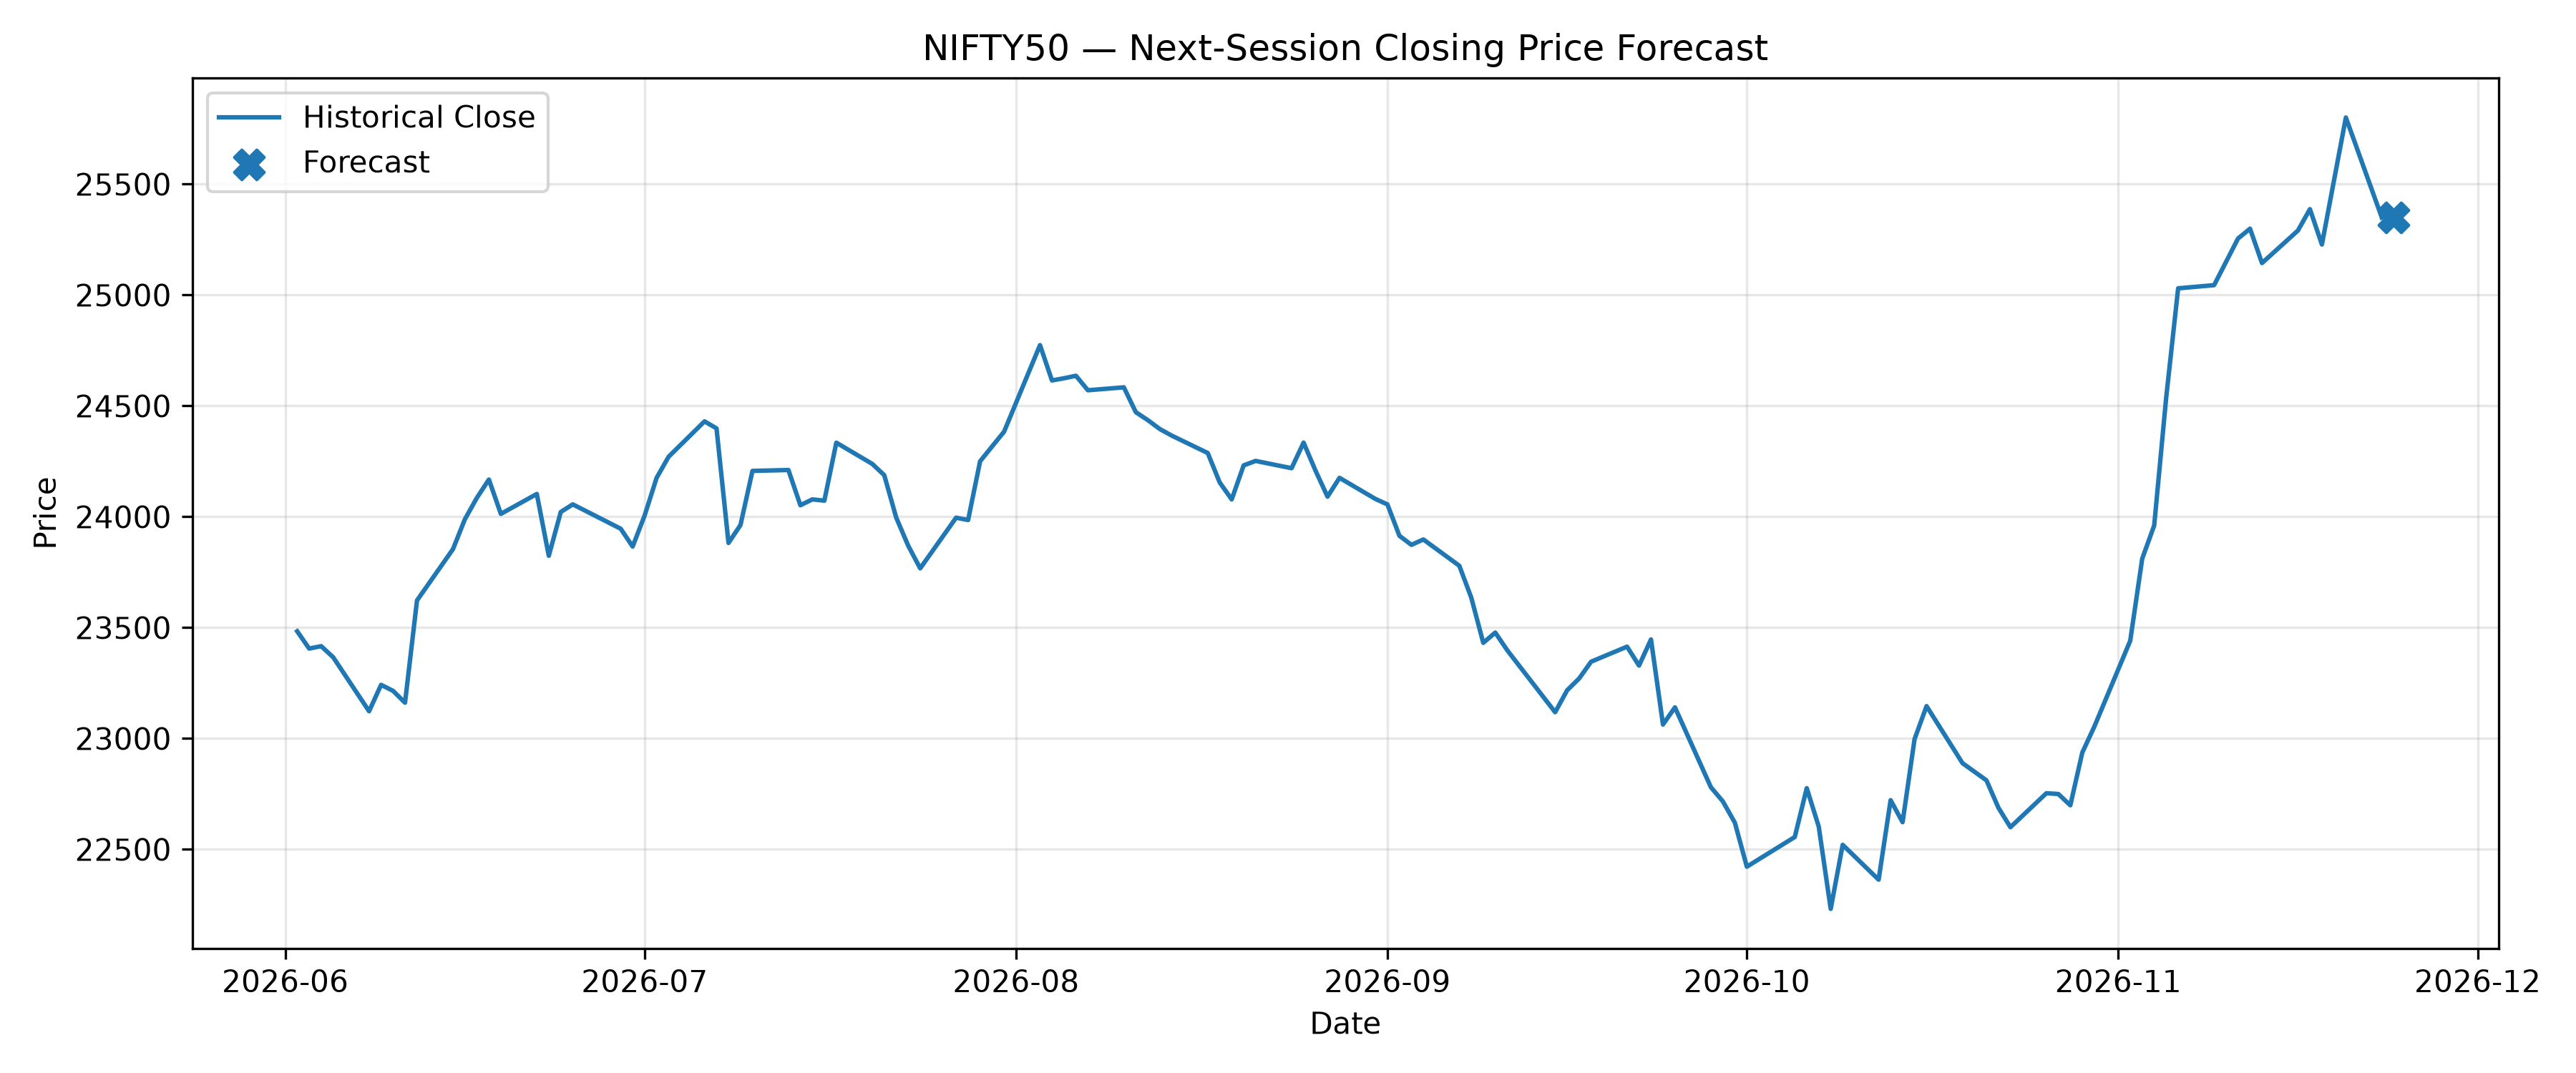 NIFTY50 — Next-Session Closing Price Forecast
Historical Close
Forecast
25500
25000
24500
24000
23500
23000
22500
Price
2026-06
2026-07
2026-08
2026-09
2026-10
2026-11
2026-12
Date